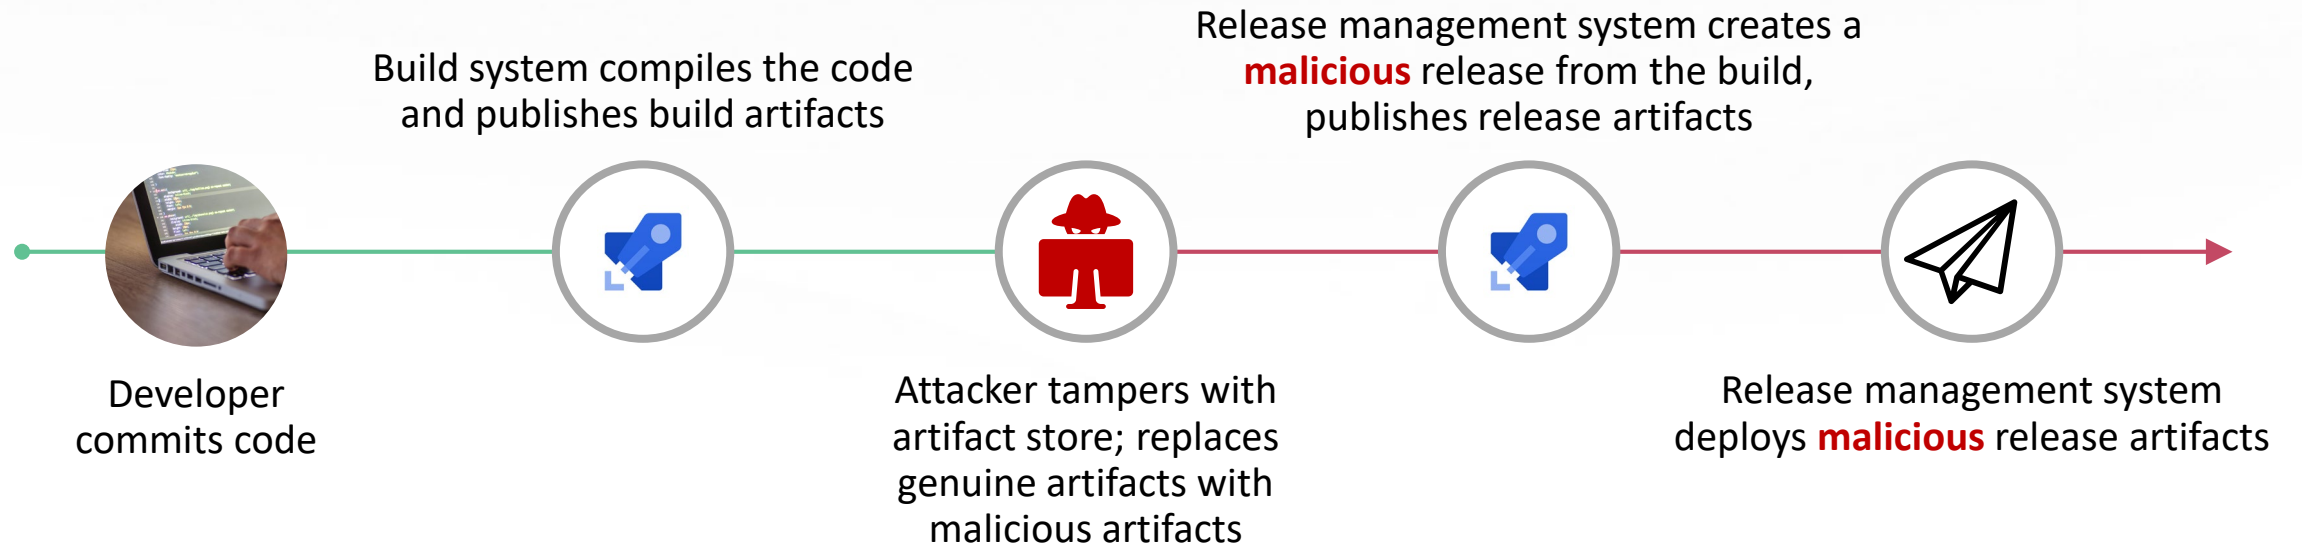 Developer
commits code
Build system compiles the code
and publishes build artifacts
Attacker tampers with
artifact store; replaces
genuine artifacts with
malicious artifacts
Release management system creates a
malicious release from the build,
publishes release artifacts
Release management system
deploys malicious release artifacts